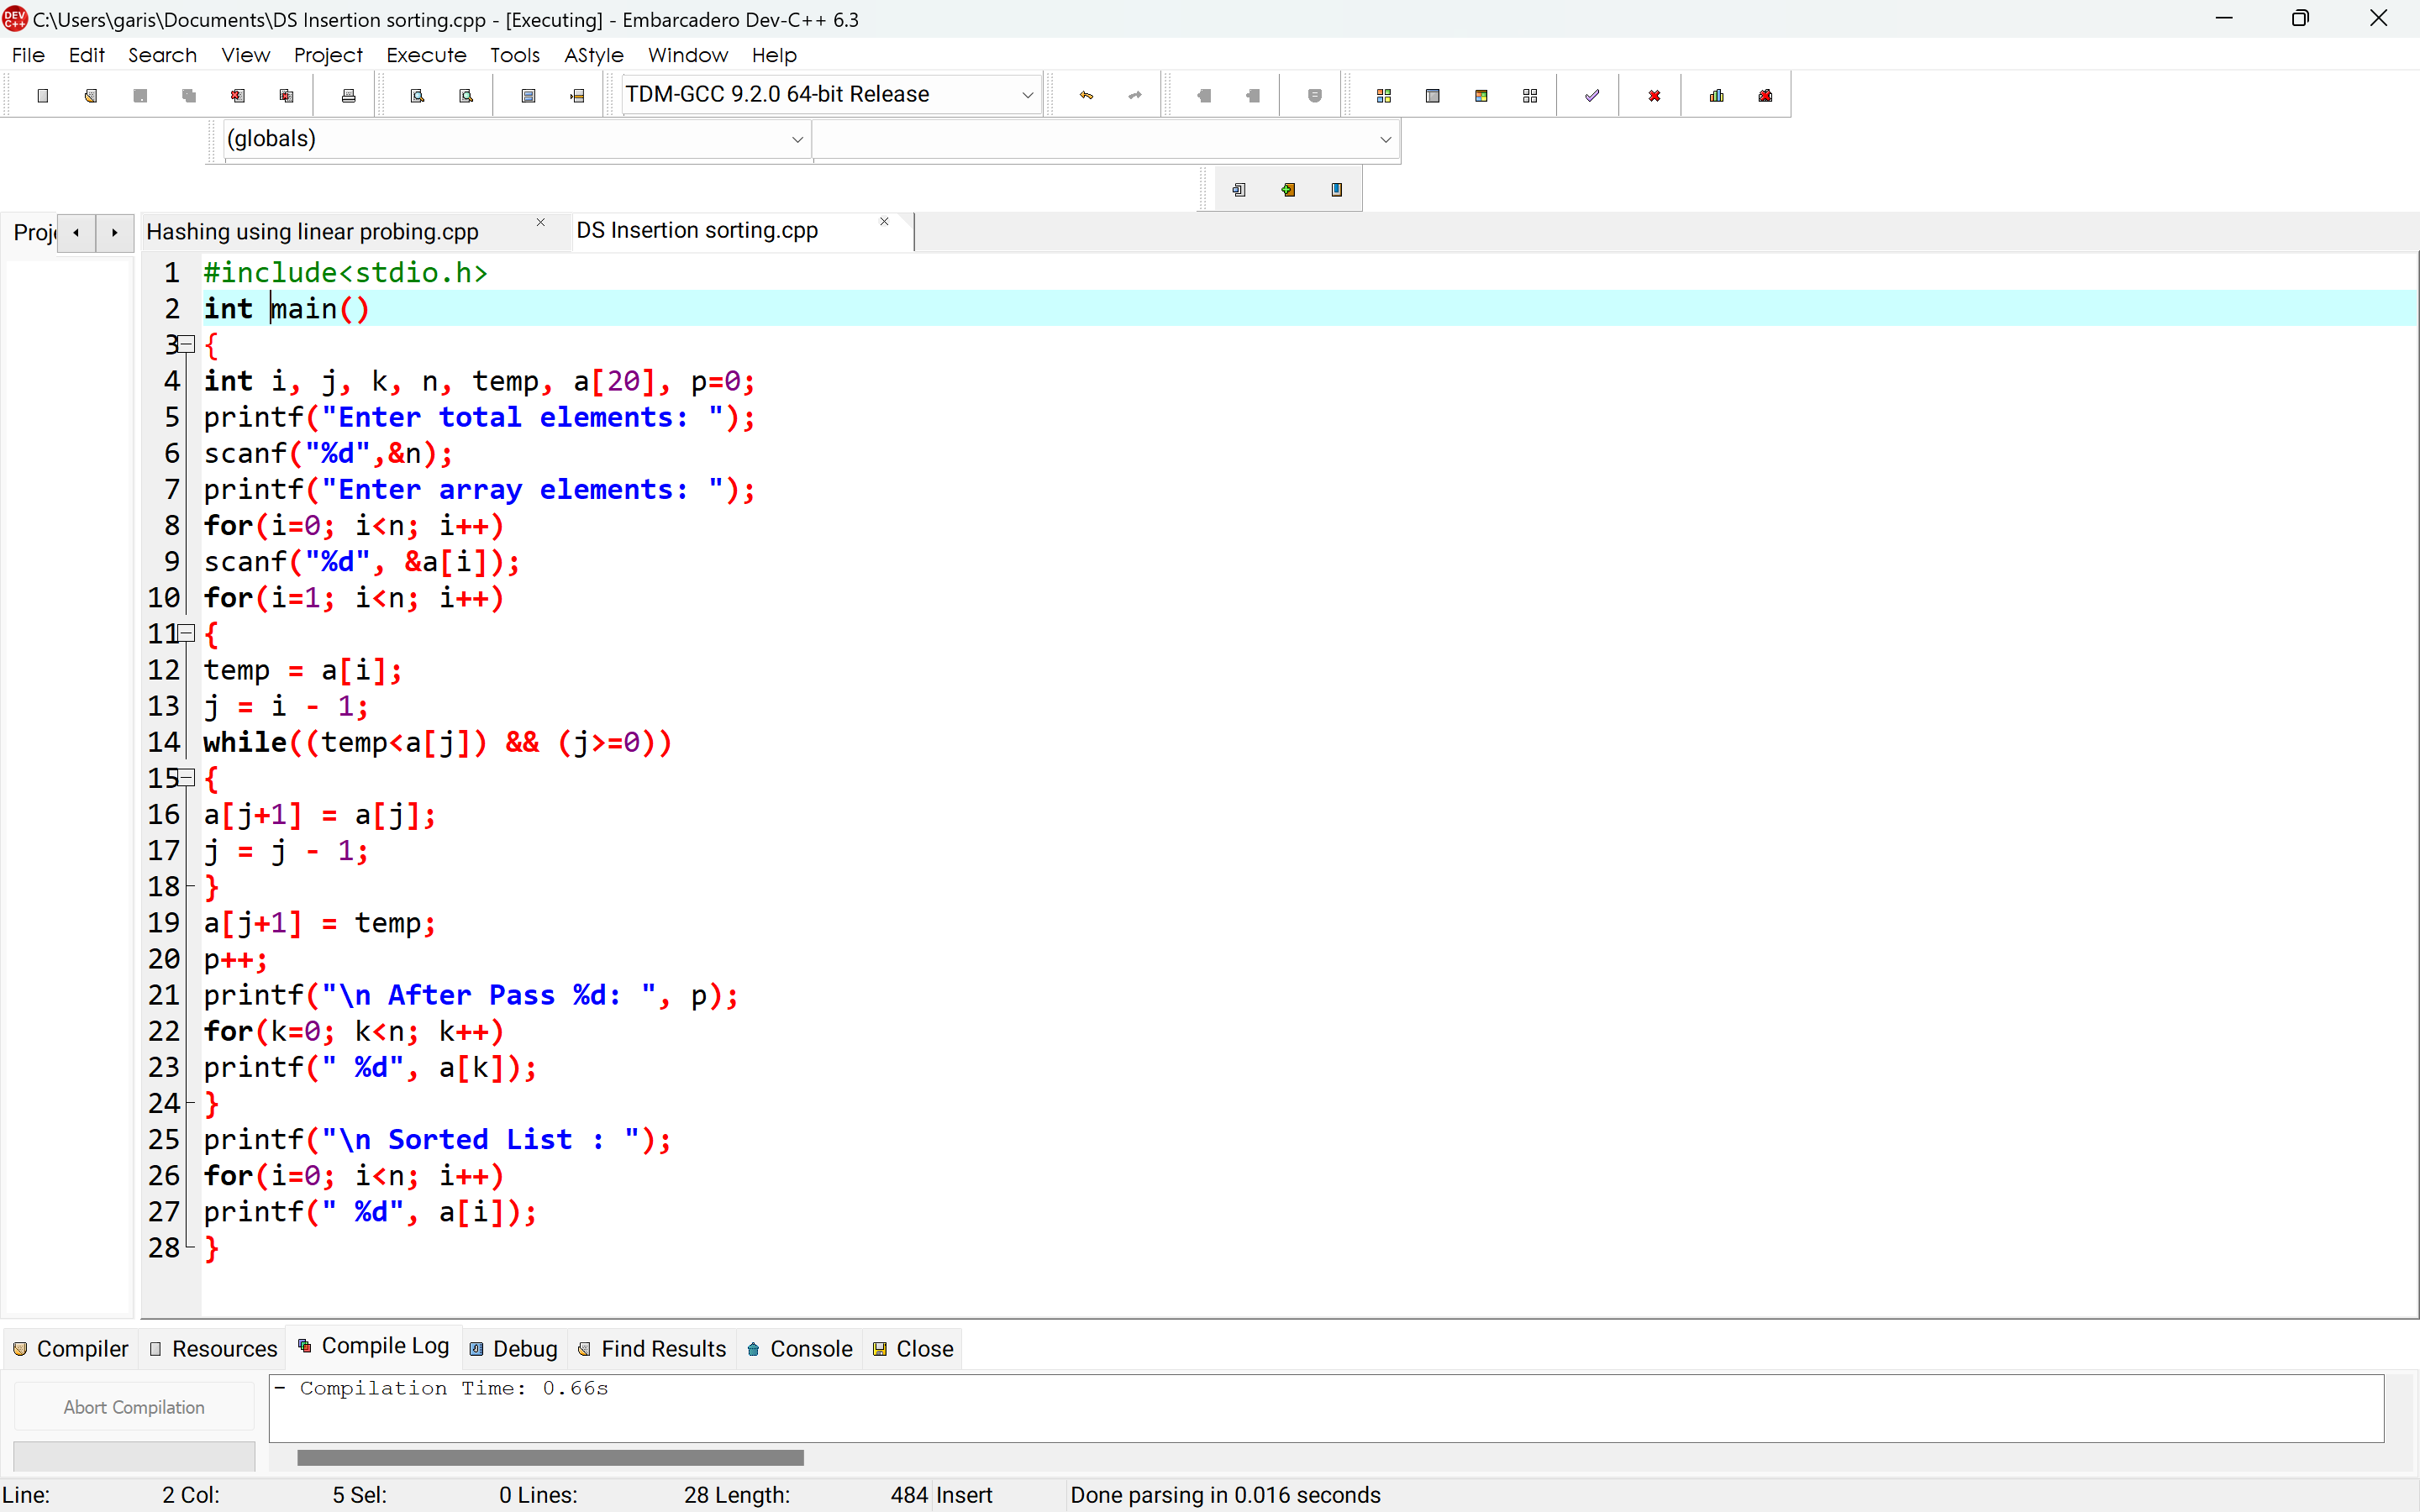 C:\Users\garis\Documents\DS Insertion sorting.cpp - [Executing] - Embarcadero Dev-C++ 6.3
File Edit Search View Project Execute Tools AStyle Window Help
TDM-GCC 9.2.0 64-bit Release
(globals)
Proj Hashing using linear probing.cpp DS Insertion sorting.cpp
1 #include<stdio.h>
2 int main()
3 {
4 int i, j, k, n, temp, a[20], p=0;
5 printf("Enter total elements: ");
6 scanf("%d",&n);
7 printf("Enter array elements: ");
8 for(i=0; i<n; i++)
9 scanf("%d", &a[i]);
10 for(i=1; i<n; i++)
11 {
12 temp = a[i];
13 j = i - 1;
14 while((temp<a[j]) && (j>=0))
15 {
16 a[j+1] = a[j];
17 j = j - 1;
18 }
19 a[j+1] = temp;
20 p++;
21 printf("\n After Pass %d: ", p);
22 for(k=0; k<n; k++)
23 printf(" %d", a[k]);
24 }
25 printf("\n Sorted List : ");
26 for(i=0; i<n; i++)
27 printf(" %d", a[i]);
28 }
Compiler Resources Compile Log Debug Find Results Console Close
Abort Compilation
- Compilation Time: 0.66s
Line: 2 Col: 5 Sel: 0 Lines: 28 Length: 484 Insert Done parsing in 0.016 seconds